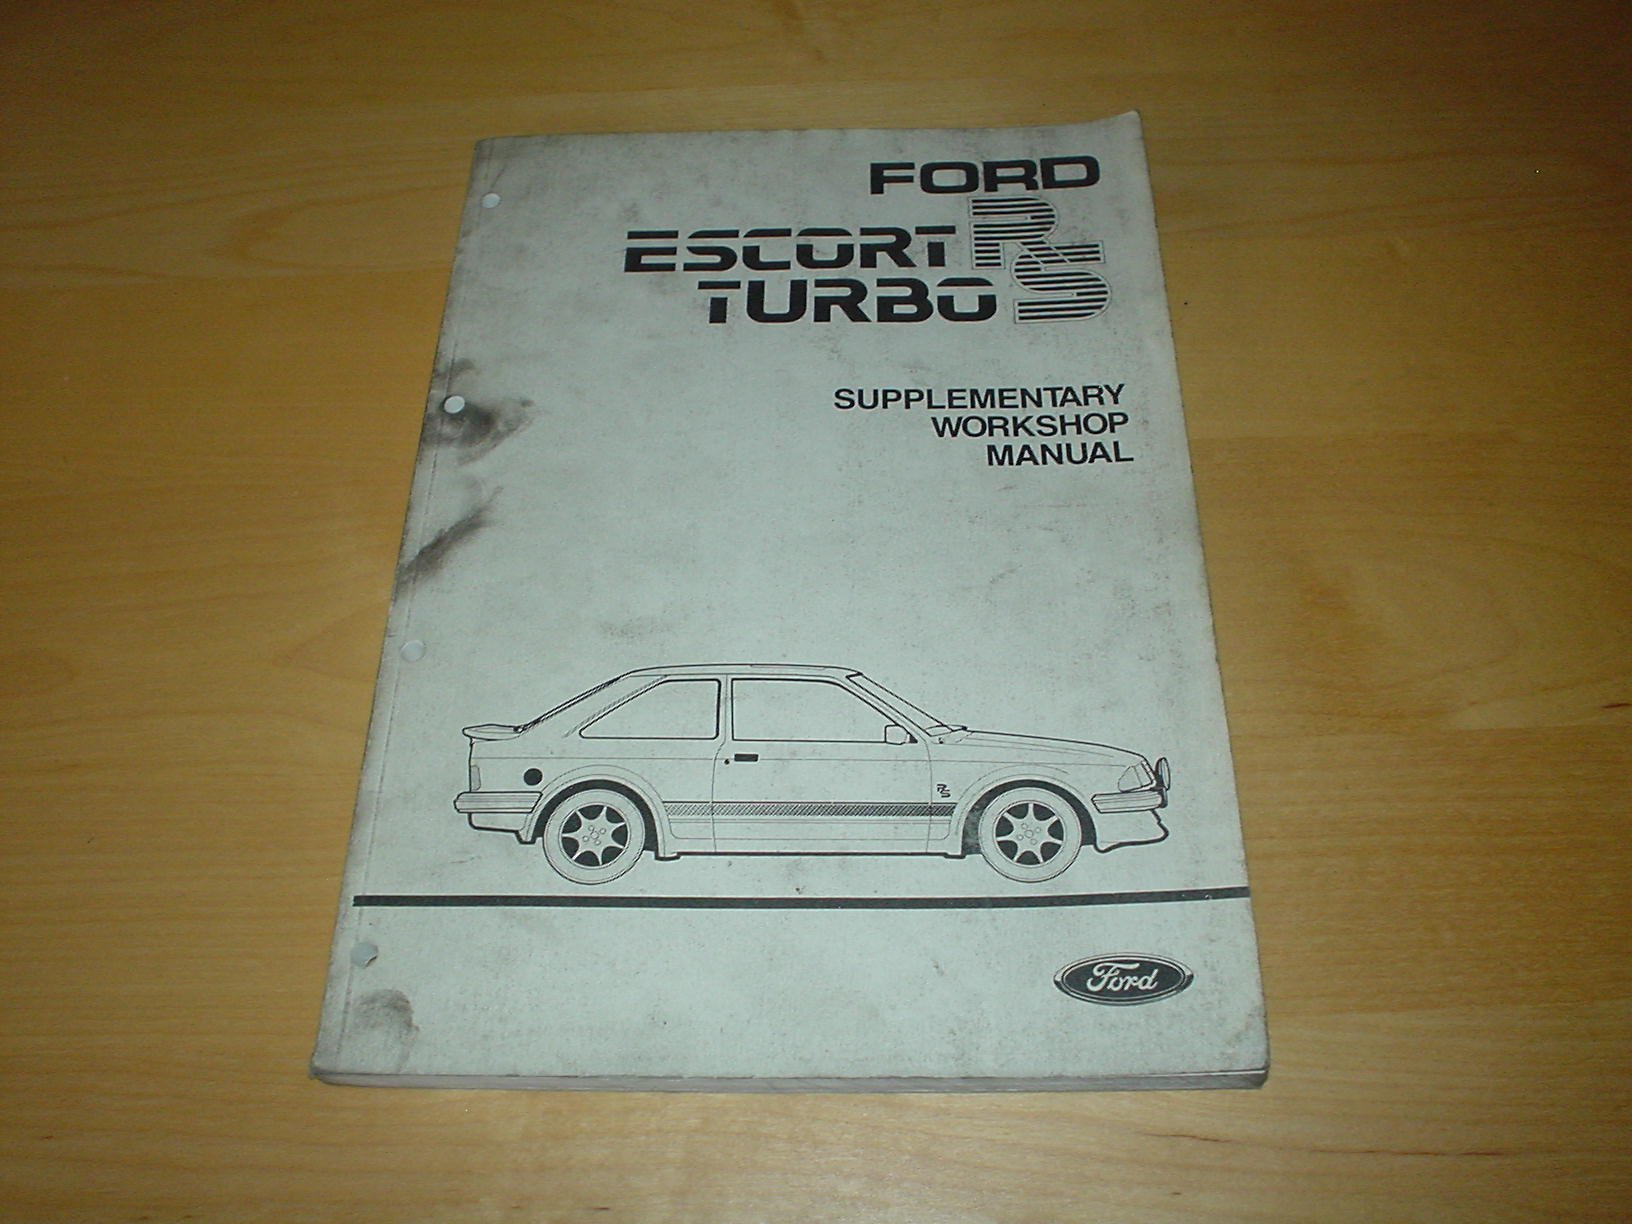 FORD
ESCORT RS
TURBO
SUPPLEMENTARY
WORKSHOP
MANUAL
RS
Ford